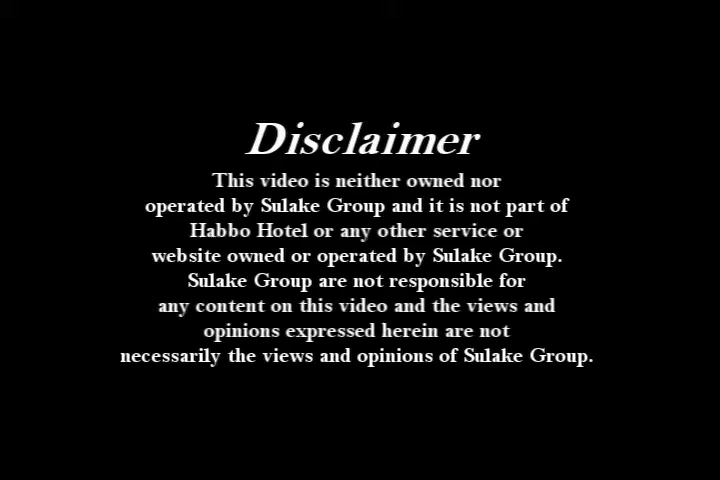 Disclaimer
This video is neither owned nor
operated by Sulake Group and it is not part of
Habbo Hotel or any other service or
website owned or operated by Sulake Group.
Sulake Group are not responsible for
any content on this video and the views and
opinions expressed herein are not
necessarily the views and opinions of Sulake Group.